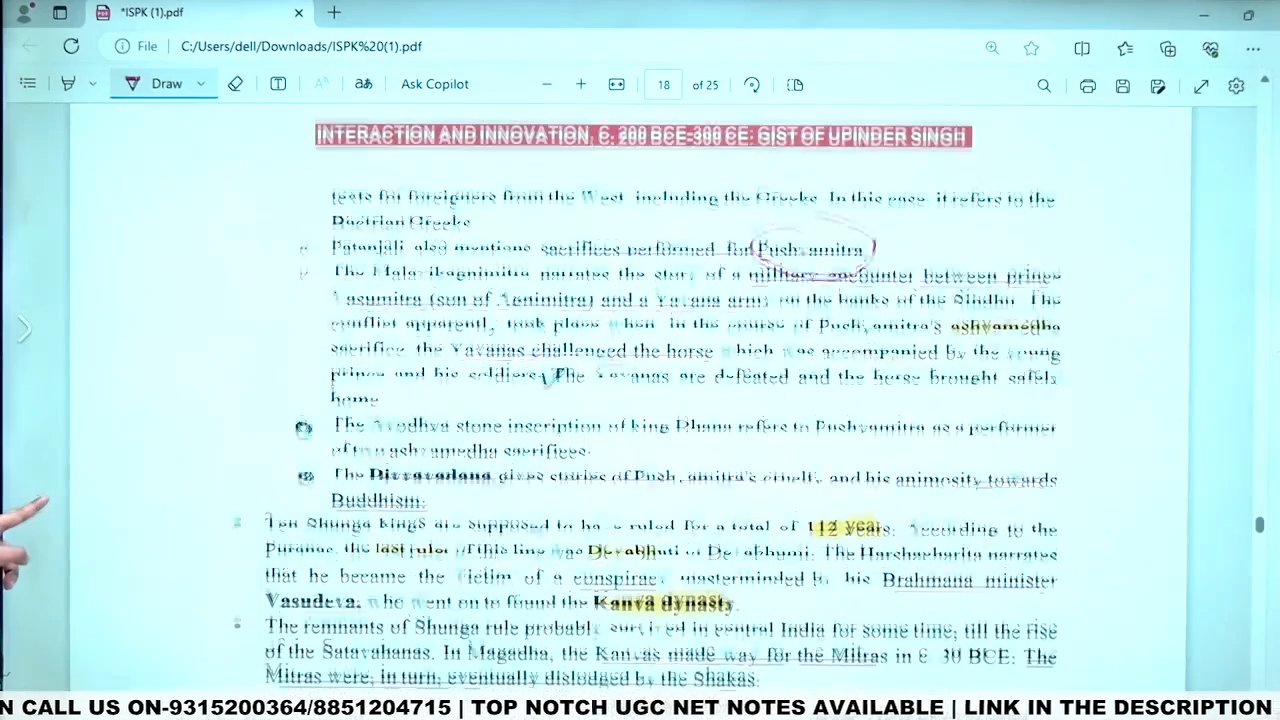 *ISPK (1).pdf
File C:/Users/dell/Downloads/ISPK%20(1).pdf
Draw aあ Ask Copilot 18 of 25
INTERACTION AND INNOVATION, C. 200 BCE-300 CE: GIST OF UPINDER SINGH
texts for foreigners from the West, including the Greeks. In this case, it refers to the
Bactrian Greeks
Patanjali also mentions sacrifices performed for Pushyamitra
The Malavikagnimitra narrates the story of a military encounter between prince
Vasumitra (son of Agnimitra) and a Yavana army on the banks of the Sindhu. The
conflict apparently took place when, in the course of Pushyamitra's ashvamedha
sacrifice, the Yavanas challenged the horse which was accompanied by the young
prince and his soldiers. The Yavanas are defeated and the horse brought safely
home.
The Ayodhya stone inscription of king Dhana refers to Pushyamitra as a performer
of two ashvamedha sacrifices.
The Divyavadana gives stories of Pushyamitra's cruelty and his animosity towards
Buddhism.
Ten Shunga kings are supposed to have ruled for a total of 112 years. According to the
Puranas, the last ruler of this line was Devabhuti or Devabhumi. The Harshacharita narrates
that he became the victim of a conspiracy masterminded by his Brahmana minister
Vasudeva, who went on to found the Kanva dynasty.
The remnants of Shunga rule probably survived in central India for some time, till the rise
of the Satavahanas. In Magadha, the Kanvas made way for the Mitras in c. 30 BCE. The
Mitras were, in turn, eventually dislodged by the Shakas.
N CALL US ON-9315200364/8851204715 | TOP NOTCH UGC NET NOTES AVAILABLE | LINK IN THE DESCRIPTION